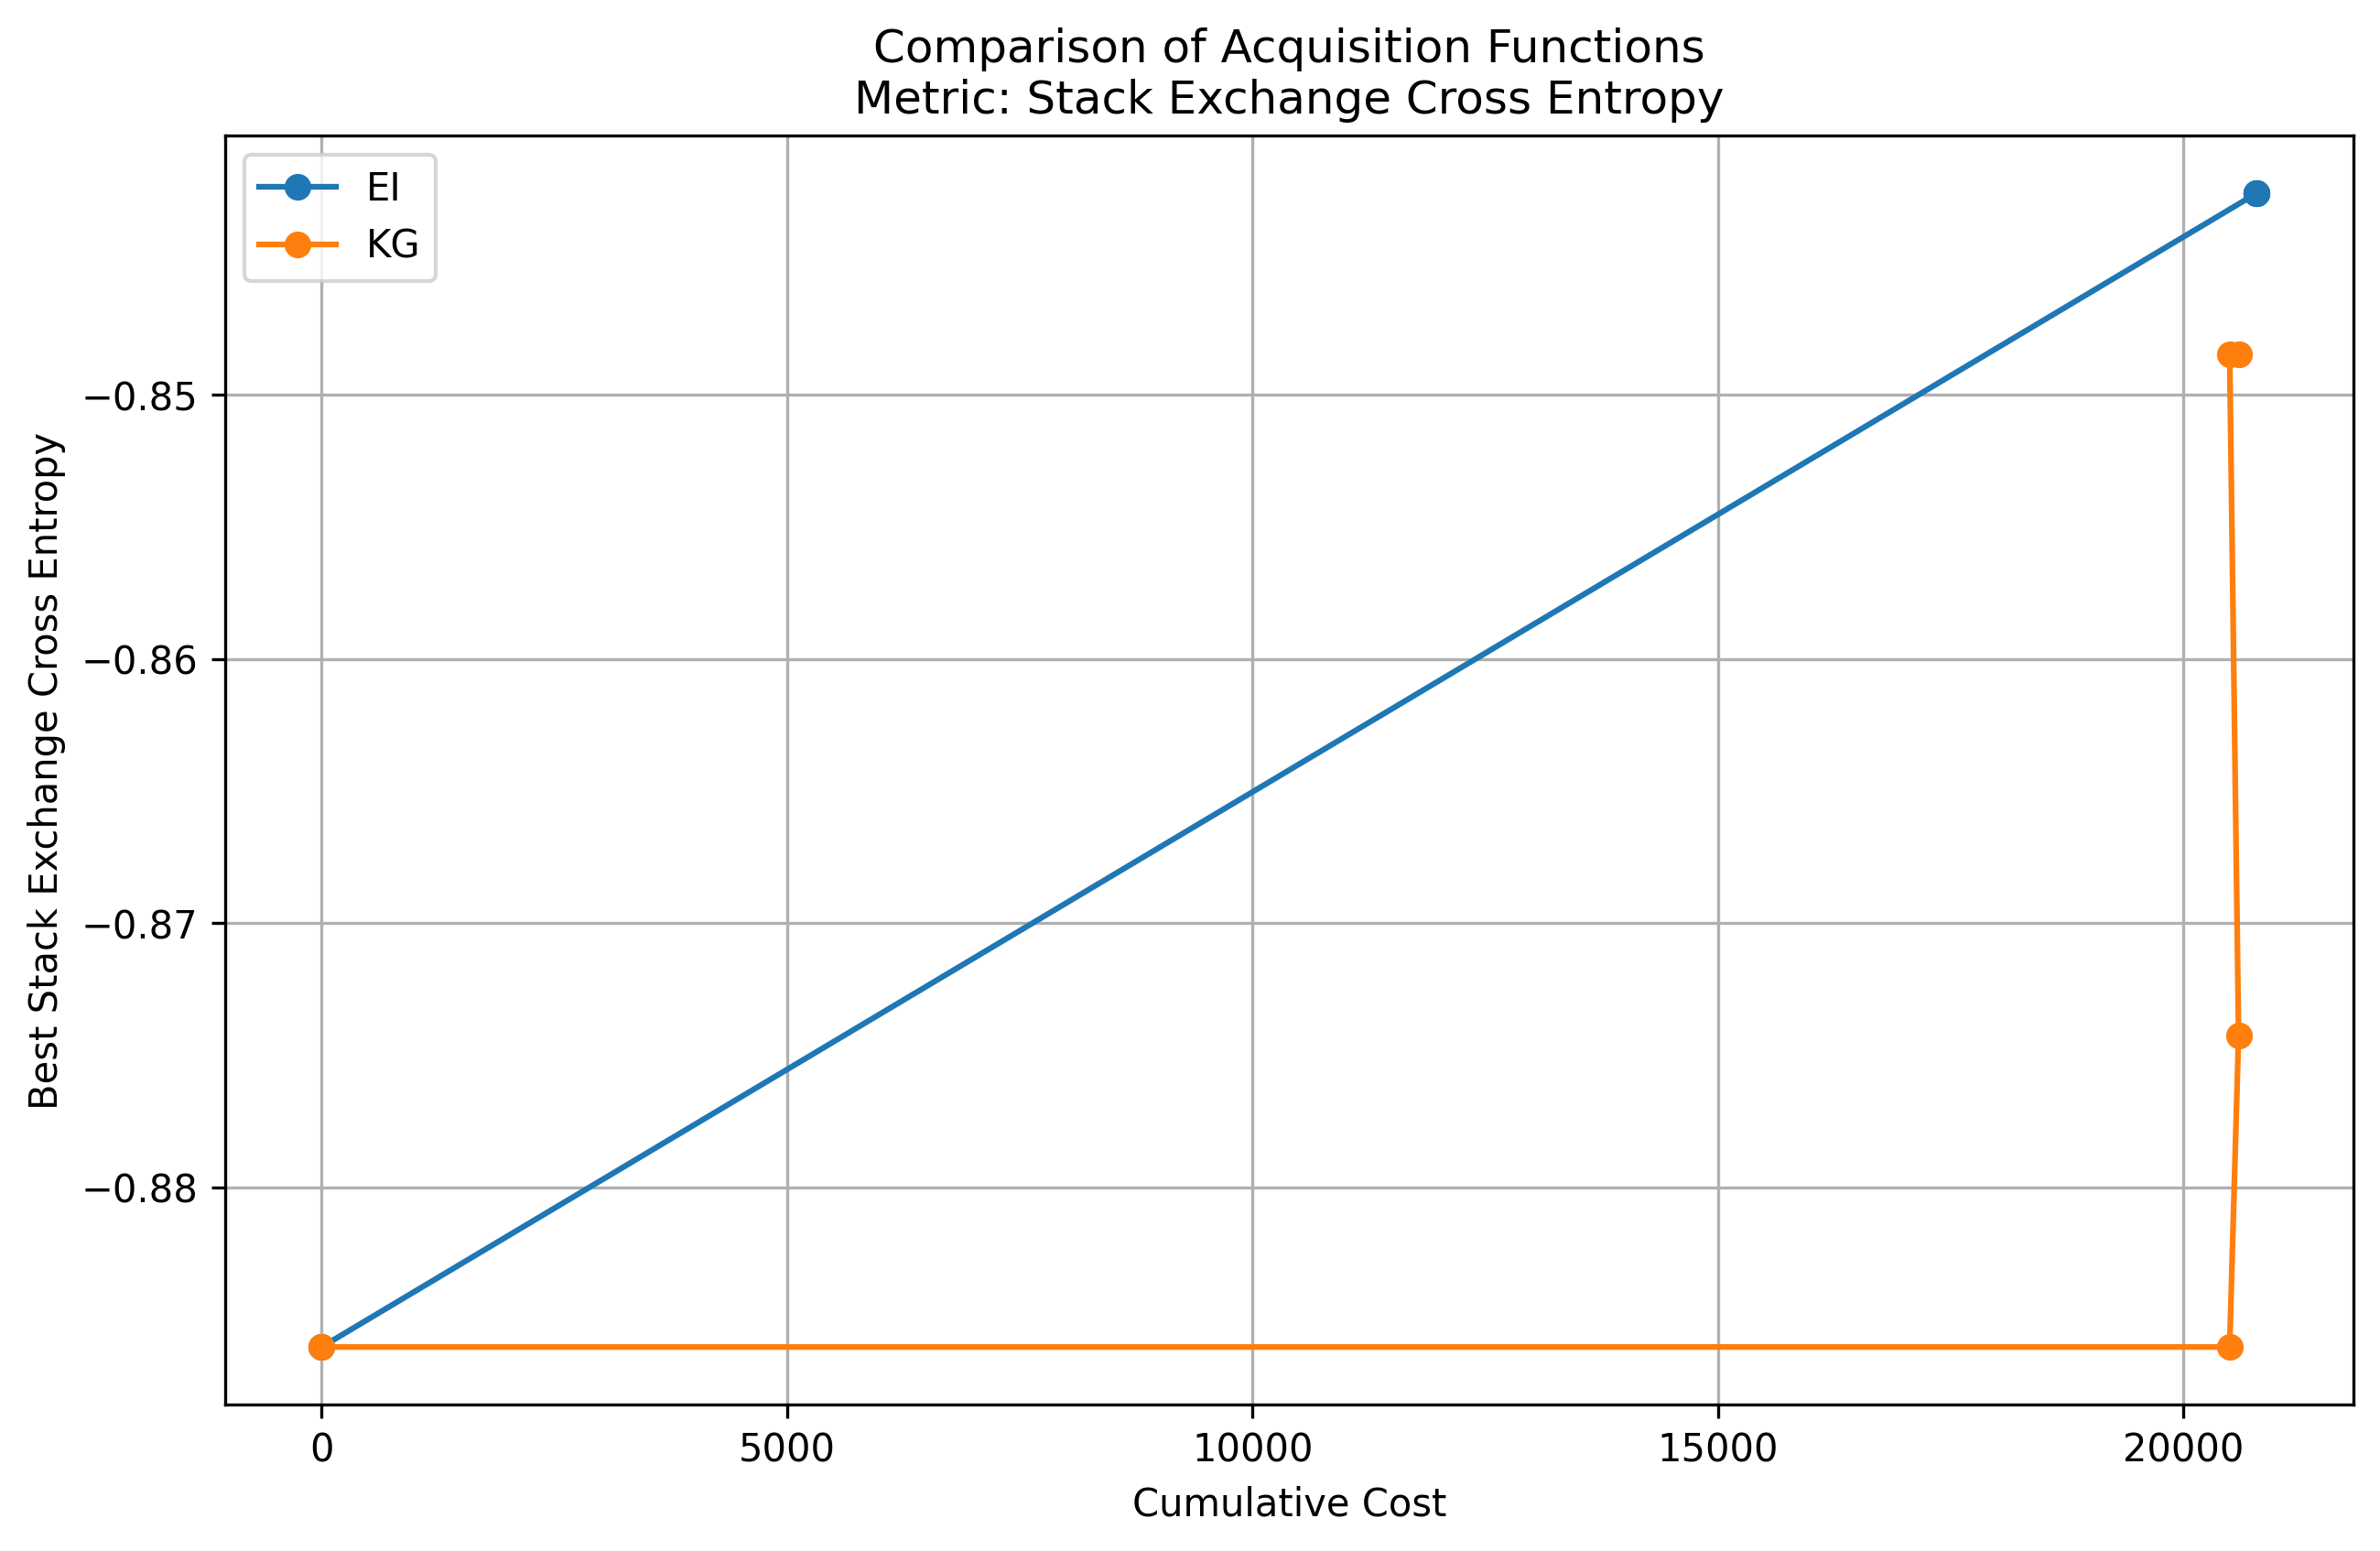 Comparison of Acquisition Functions
Metric: Stack Exchange Cross Entropy
EI
KG
Best Stack Exchange Cross Entropy
−0.85
−0.86
−0.87
−0.88
0 5000 10000 15000 20000
Cumulative Cost